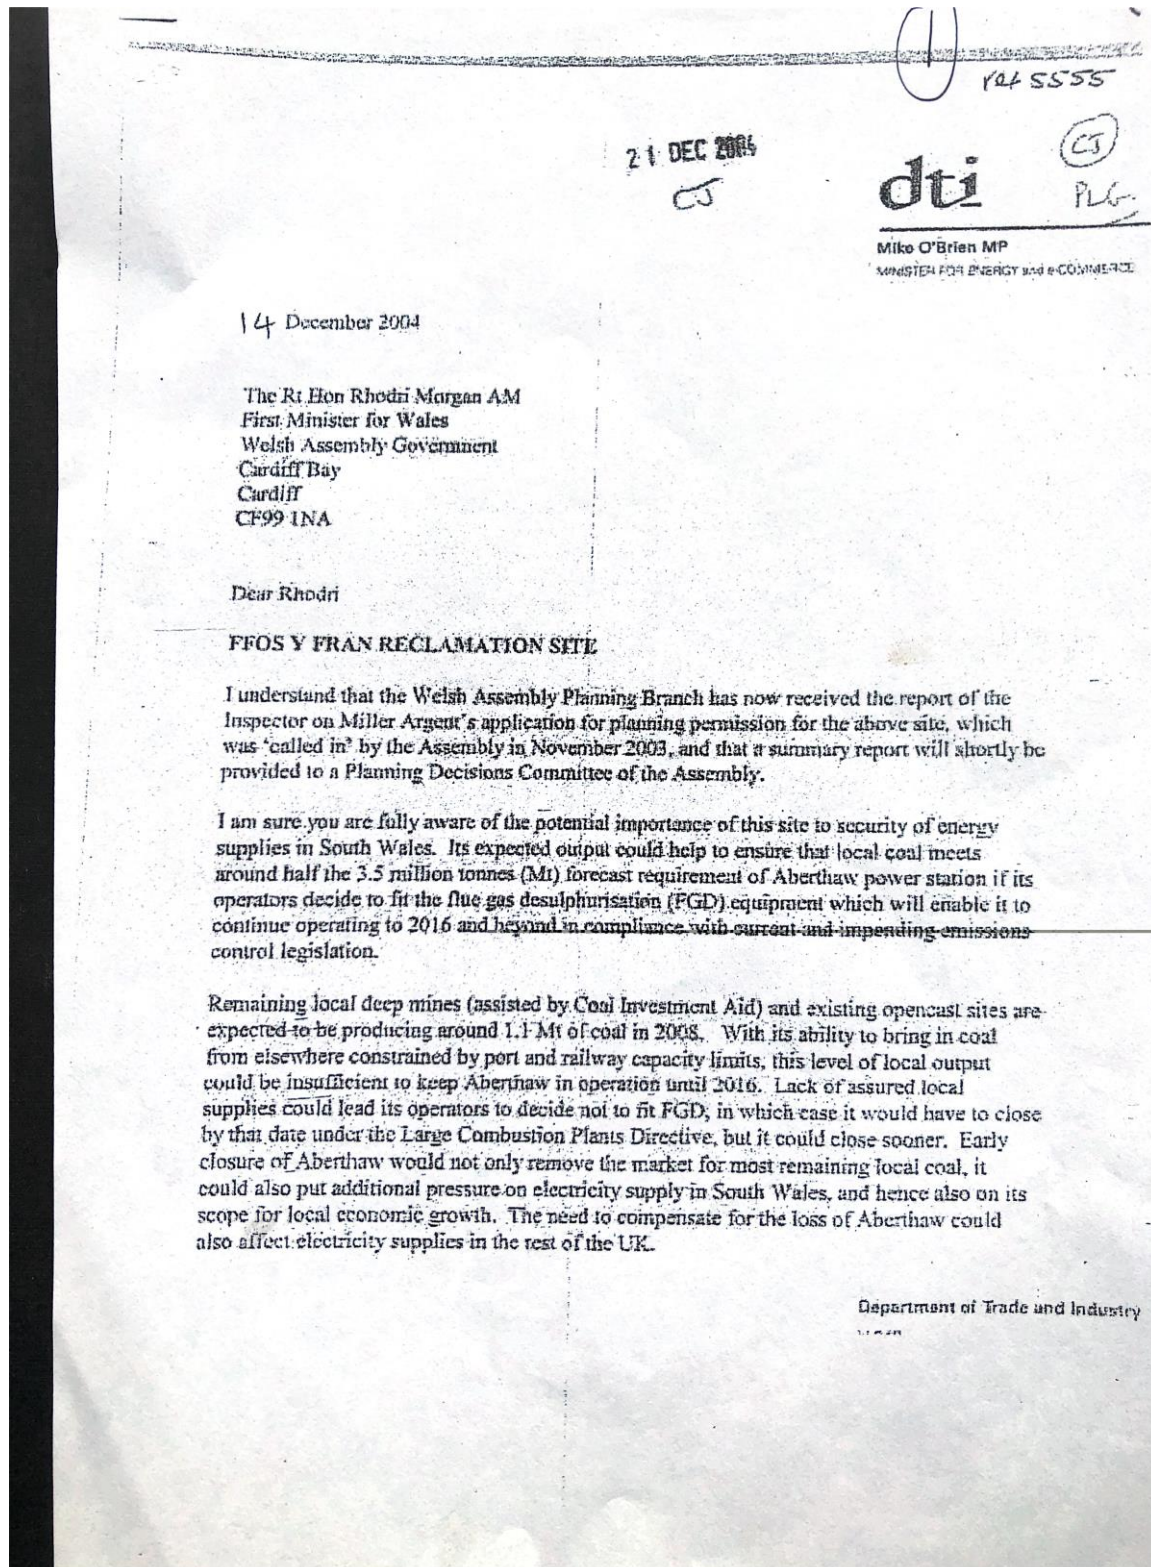 ref 5555
21 DEC 2004
CJ
CJ
dti
PLG.
Mike O'Brien MP
MINISTER FOR ENERGY and e-COMMERCE
14 December 2004
The Rt Hon Rhodri Morgan AM
First Minister for Wales
Welsh Assembly Government
Cardiff Bay
Cardiff
CF99 1NA
Dear Rhodri
FFOS Y FRAN RECLAMATION SITE
I understand that the Welsh Assembly Planning Branch has now received the report of the
Inspector on Miller Argent's application for planning permission for the above site, which
was 'called in' by the Assembly in November 2003, and that a summary report will shortly be
provided to a Planning Decisions Committee of the Assembly.
I am sure you are fully aware of the potential importance of this site to security of energy
supplies in South Wales. Its expected output could help to ensure that local coal meets
around half the 3.5 million tonnes (Mt) forecast requirement of Aberthaw power station if its
operators decide to fit the flue gas desulphurisation (FGD) equipment which will enable it to
continue operating to 2016 and beyond in compliance with current and impending emissions
control legislation.
Remaining local deep mines (assisted by Coal Investment Aid) and existing opencast sites are
expected to be producing around 1.1 Mt of coal in 2008. With its ability to bring in coal
from elsewhere constrained by port and railway capacity limits, this level of local output
could be insufficient to keep Aberthaw in operation until 2016. Lack of assured local
supplies could lead its operators to decide not to fit FGD, in which case it would have to close
by that date under the Large Combustion Plants Directive, but it could close sooner. Early
closure of Aberthaw would not only remove the market for most remaining local coal, it
could also put additional pressure on electricity supply in South Wales, and hence also on its
scope for local economic growth. The need to compensate for the loss of Aberthaw could
also affect electricity supplies in the rest of the UK.
Department of Trade and Industry